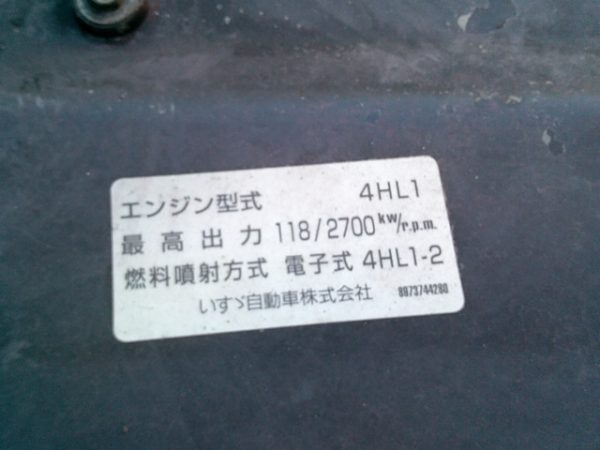 エンジン型式 4HL1
最高出力 118/2700 kw/r.p.m.
燃料噴射方式 電子式 4HL1-2
いすゞ自動車株式会社 8973744280